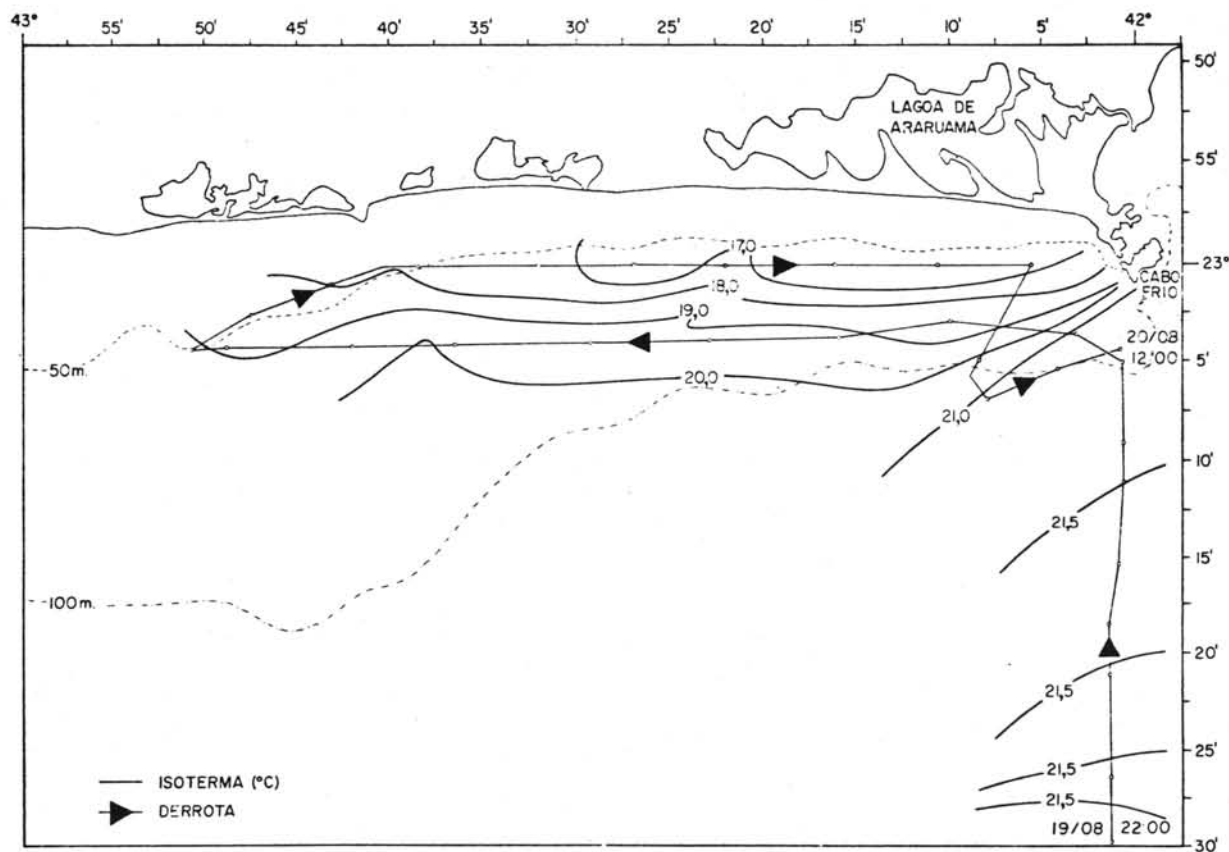 43° 55' 50' 45' 40' 35' 30' 25' 20' 15' 10' 5' 42°
50'
LAGOA DE
ARARUAMA
55'
17,0
23°
CABO
FRIO
18,0
19,0
20/08
12:00
5'
50m.
20,0
21,0
10'
21,5
15'
100m.
20'
21,5
25'
21,5
ISOTERMA (°C)
21,5
DERROTA
19/08 22:00
30'